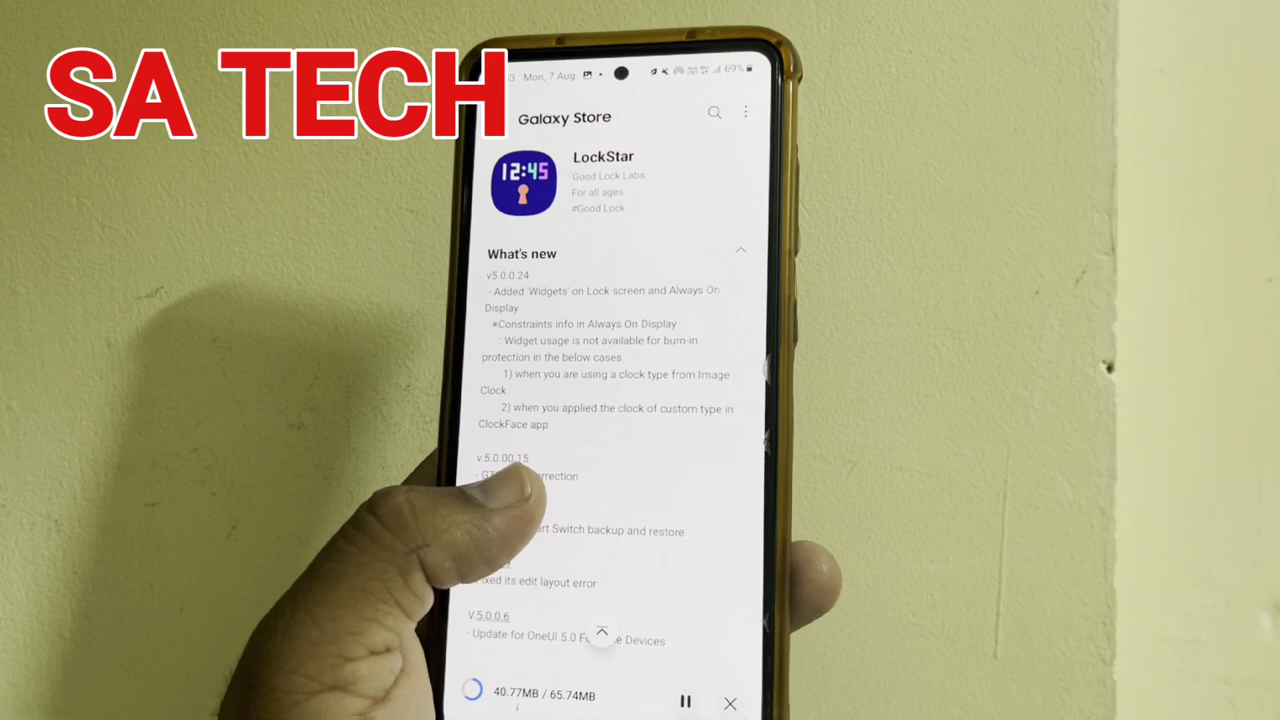 SA TECH
Mon, 7 Aug
69%
Galaxy Store
12:45
LockStar
Good Lock Labs
For all ages
#Good Lock
What's new
v5.0.0.24
- Added 'Widgets' on Lock screen and Always On
Display
※Constraints info in Always On Display
: Widget usage is not available for burn-in
protection in the below cases
1) when you are using a clock type from Image
Clock
2) when you applied the clock of custom type in
ClockFace app
v.5.0.00.15
Switch backup and restore
its edit layout error
V.5.0.0.6
- Update for OneUI 5.0 Devices
40.77MB / 65.74MB